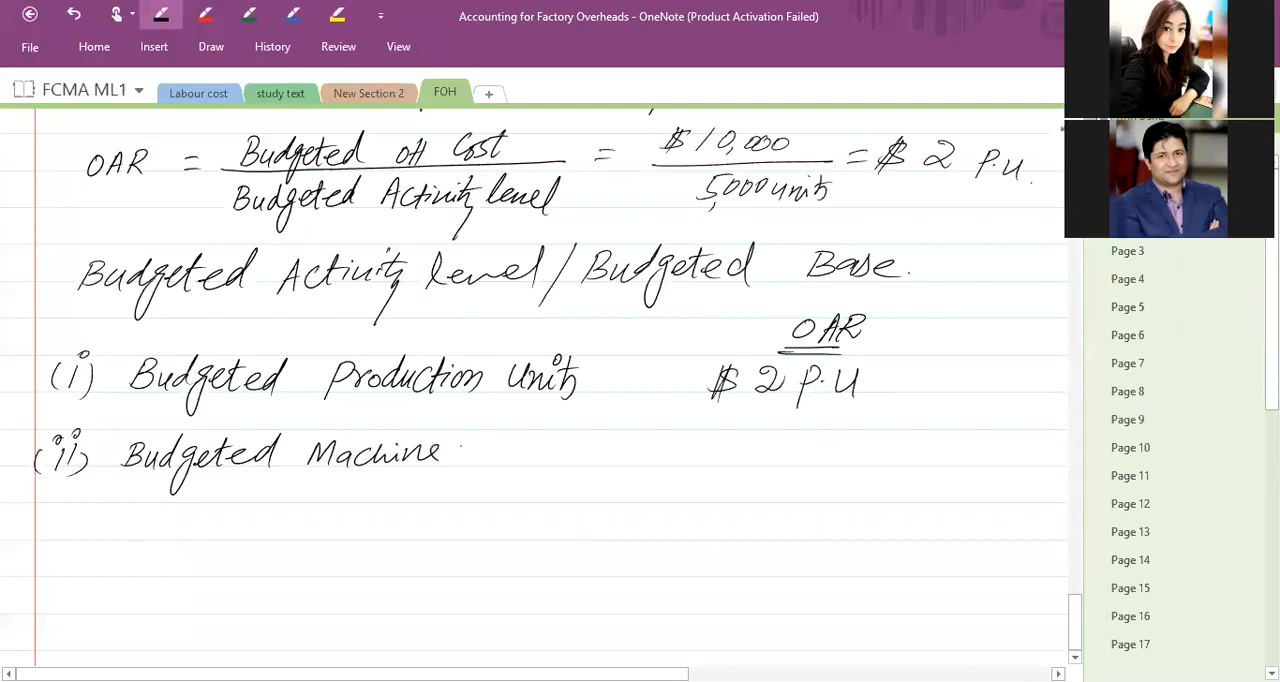 Accounting for Factory Overheads - OneNote (Product Activation Failed)
File Home Insert Draw History Review View
FCMA ML1 Labour cost study text New Section 2 FOH +
OAR = Budgeted OH Cost / Budgeted Activity level = $10,000 / 5,000 units = $ 2 P.U.
Budgeted Activity level / Budgeted Base.
OAR
(i) Budgeted Production Units $ 2 P.U
(ii) Budgeted Machine
Page 3
Page 4
Page 5
Page 6
Page 7
Page 8
Page 9
Page 10
Page 11
Page 12
Page 13
Page 14
Page 15
Page 16
Page 17